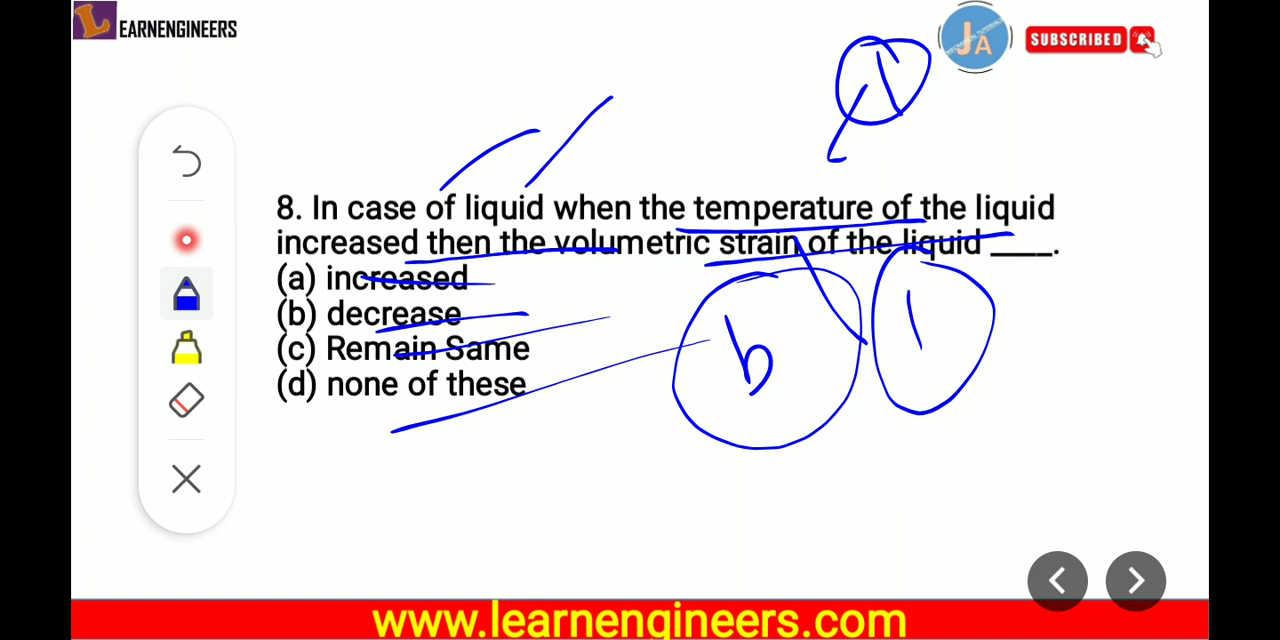 LEARNENGINEERS
JA
SUBSCRIBED
8. In case of liquid when the temperature of the liquid
increased then the volumetric strain of the liquid ____.
(a) increased
(b) decrease
(c) Remain Same
(d) none of these
b
www.learnengineers.com